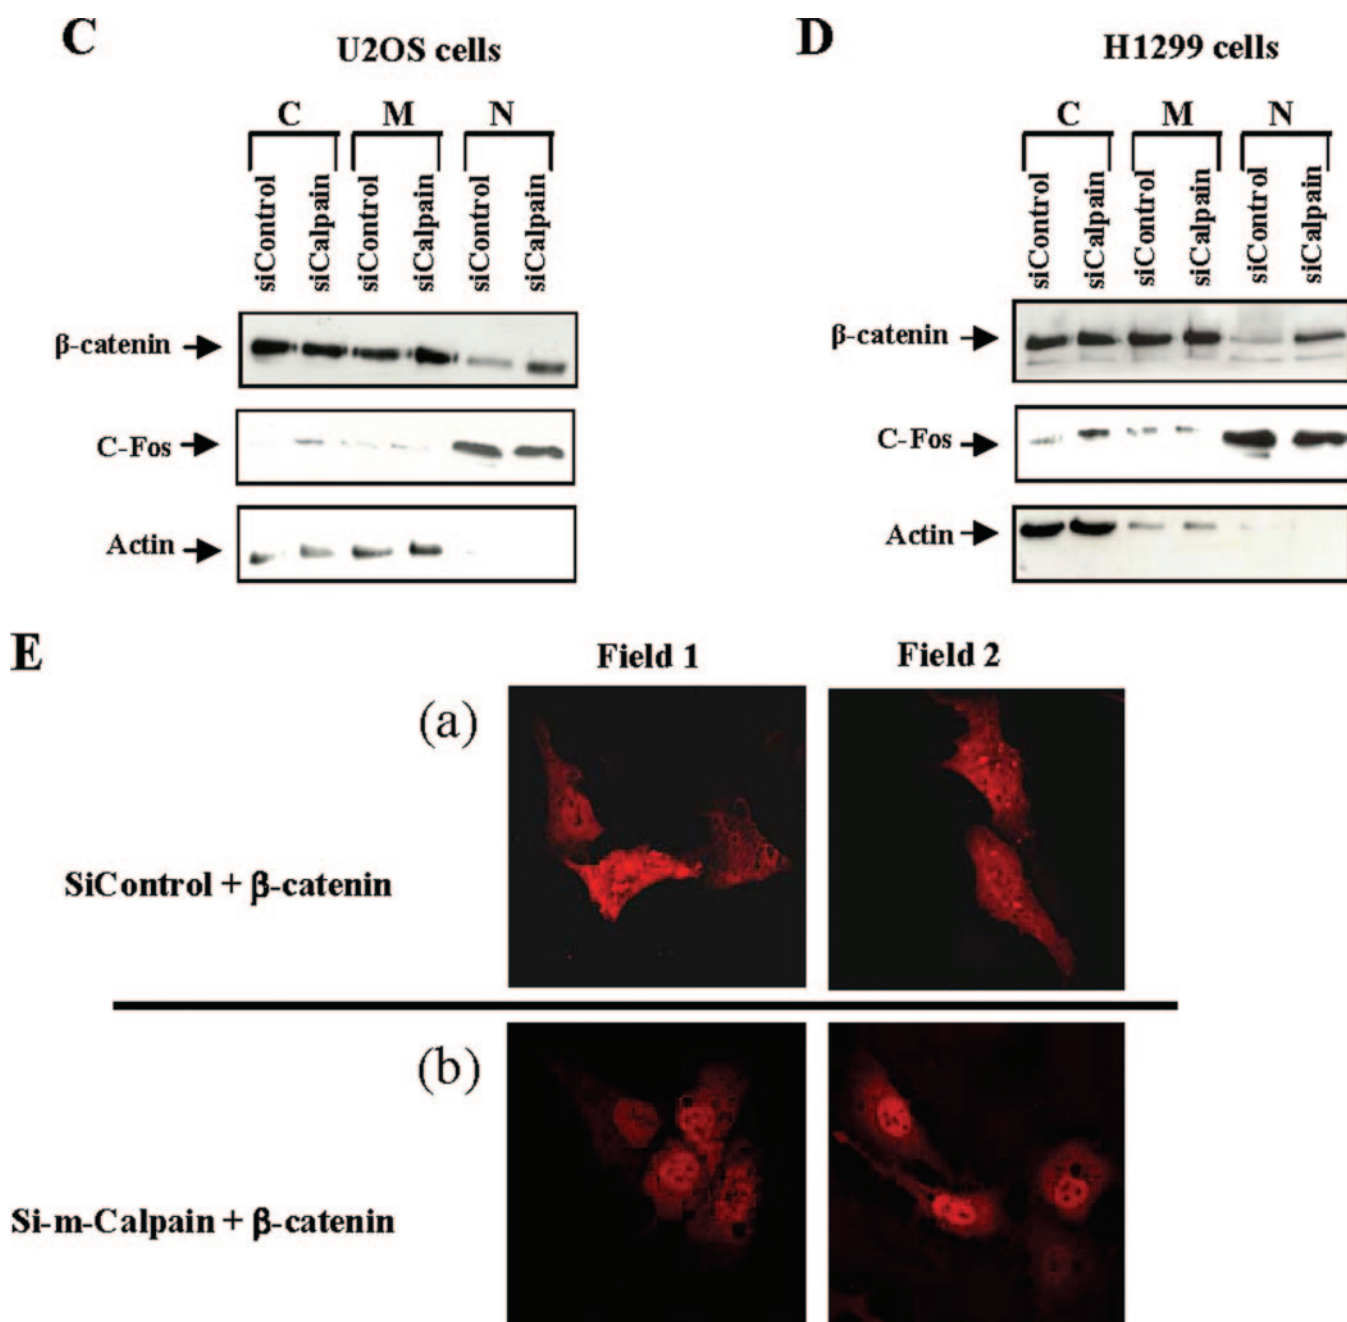 C
U2OS cells
C M N
siControl siCalpain siControl siCalpain siControl siCalpain
β-catenin
C-Fos
Actin
D
H1299 cells
C M N
siControl siCalpain siControl siCalpain siControl siCalpain
β-catenin
C-Fos
Actin
E
Field 1 Field 2
(a)
SiControl + β-catenin
(b)
Si-m-Calpain + β-catenin